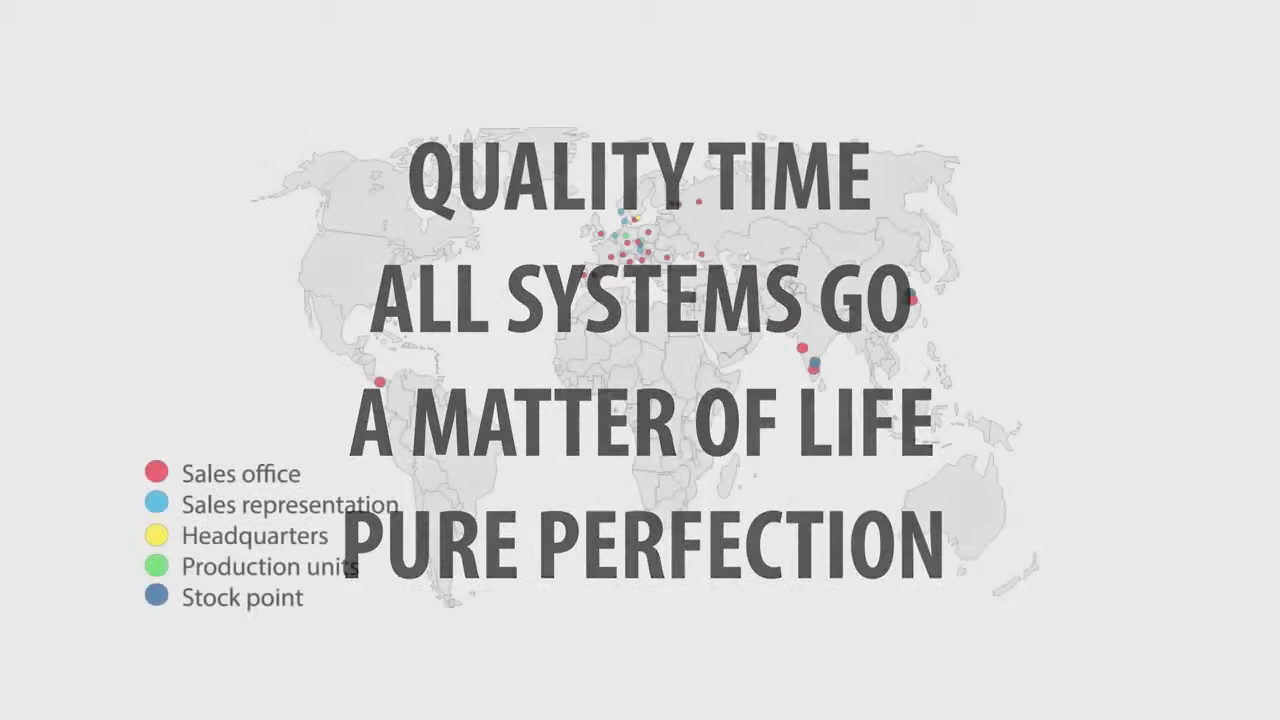 QUALITY TIME
ALL SYSTEMS GO
A MATTER OF LIFE
PURE PERFECTION
Sales office
Sales representation
Headquarters
Production units
Stock point